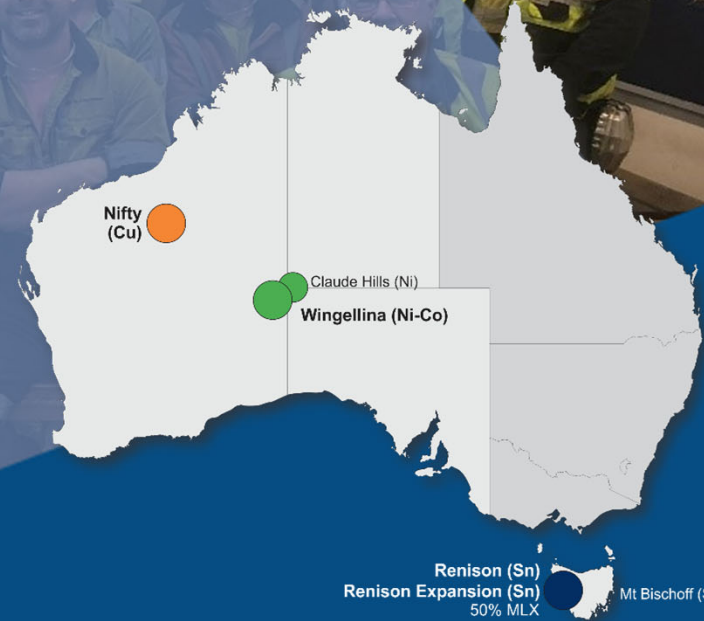 Nifty
(Cu)
Claude Hills (Ni)
Wingellina (Ni-Co)
Renison (Sn)
Renison Expansion (Sn)
50% MLX
Mt Bischoff (S